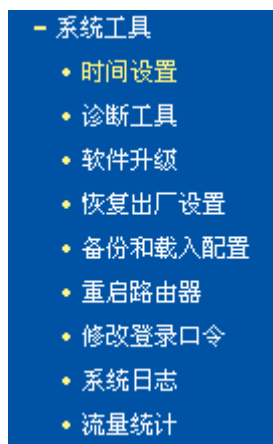 系统工具
时间设置
诊断工具
软件升级
恢复出厂设置
备份和载入配置
重启路由器
修改登录口令
系统日志
流量统计